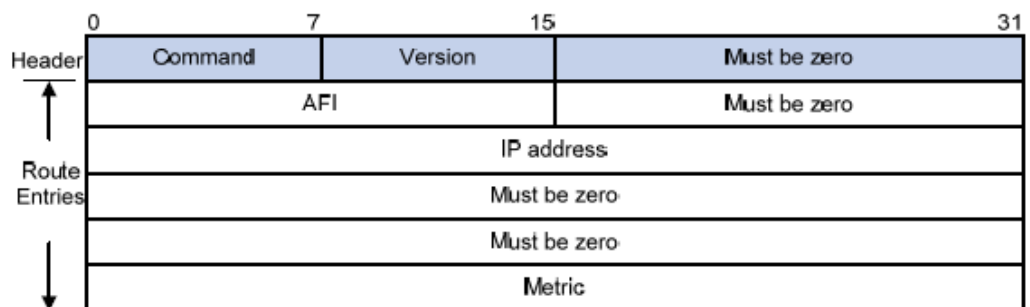 0 7 15 31
Header Command Version Must be zero
AFI Must be zero
IP address
Route
Entries
Must be zero
Must be zero
Metric